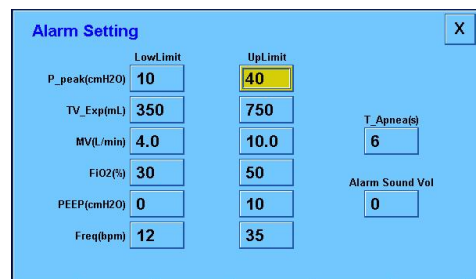 Alarm Setting X
LowLimit UpLimit
P_peak(cmH2O) 10 40
TV_Exp(mL) 350 750
T_Apnea(s)
MV(L/min) 4.0 10.0 6
FiO2(%) 30 50
Alarm Sound Vol
PEEP(cmH2O) 0 10 0
Freq(bpm) 12 35